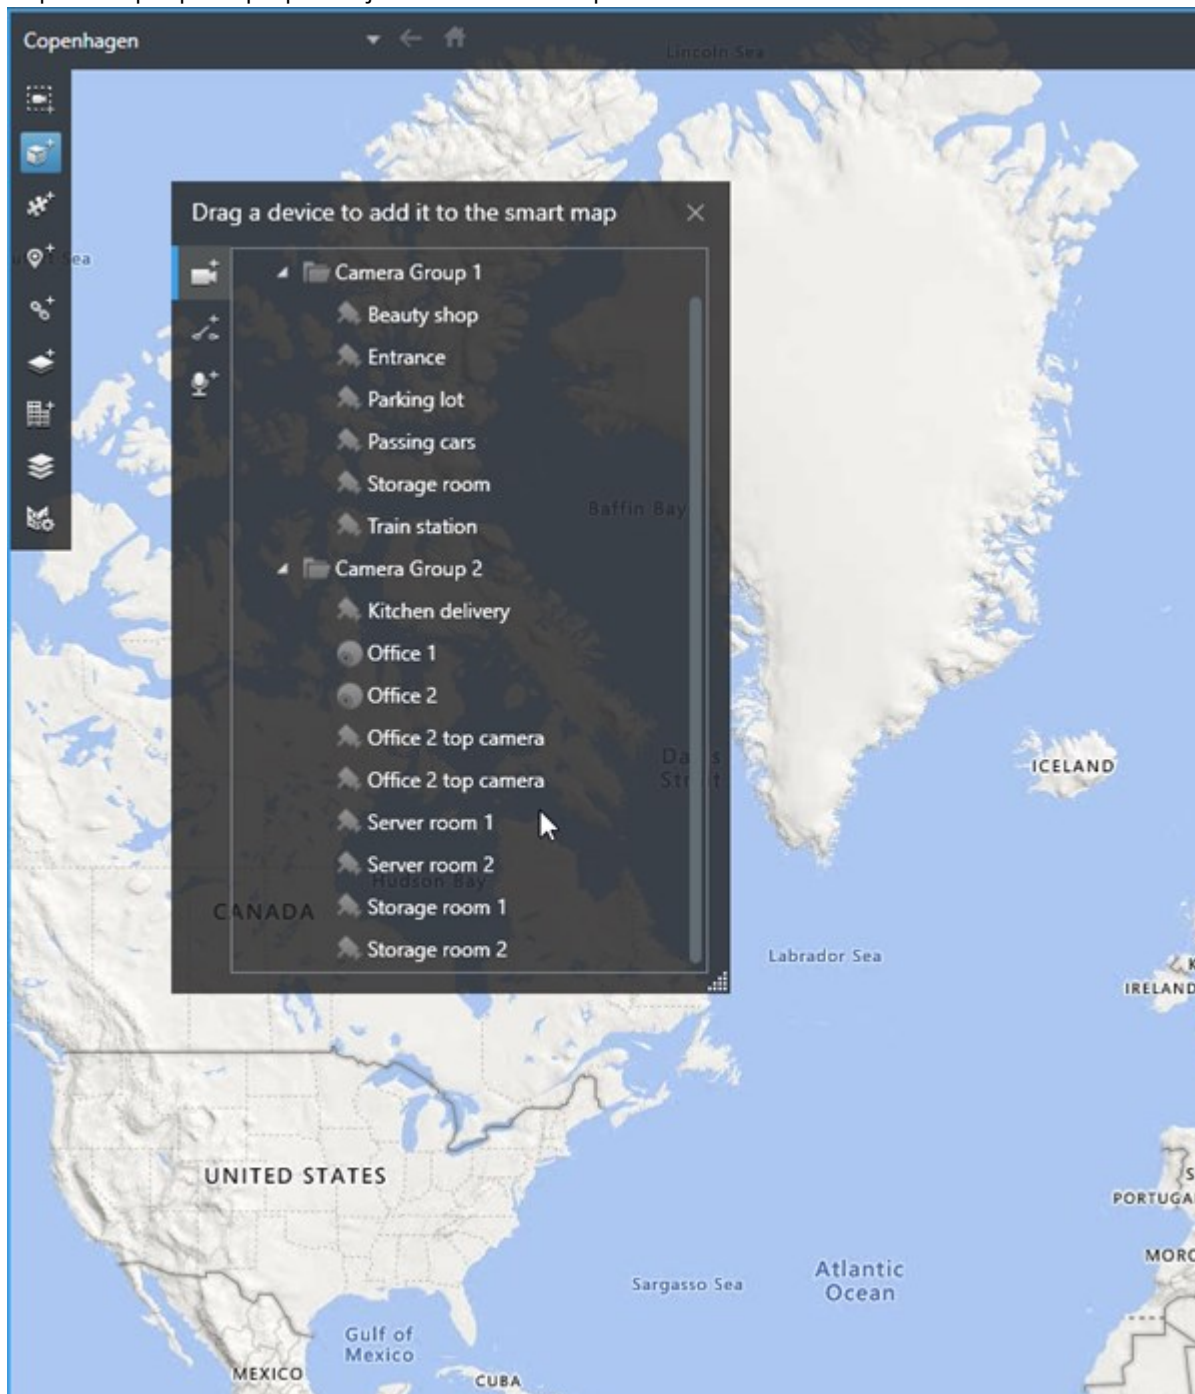 Copenhagen
Lincoln Sea
Drag a device to add it to the smart map
Sea
Camera Group 1
Beauty shop
Entrance
Parking lot
Passing cars
Storage room
Baffin Bay
Train station
Camera Group 2
Kitchen delivery
Office 1
Office 2
Office 2 top camera
Office 2 top camera
ICELAND
Server room 1
Server room 2
Hudson Bay
CANADA
Storage room 1
Storage room 2
Labrador Sea
IRELAND
UNITED STATES
PORTUGA
MORO
Atlantic
Ocean
Sargasso Sea
Gulf of
Mexico
MEXICO
CUBA